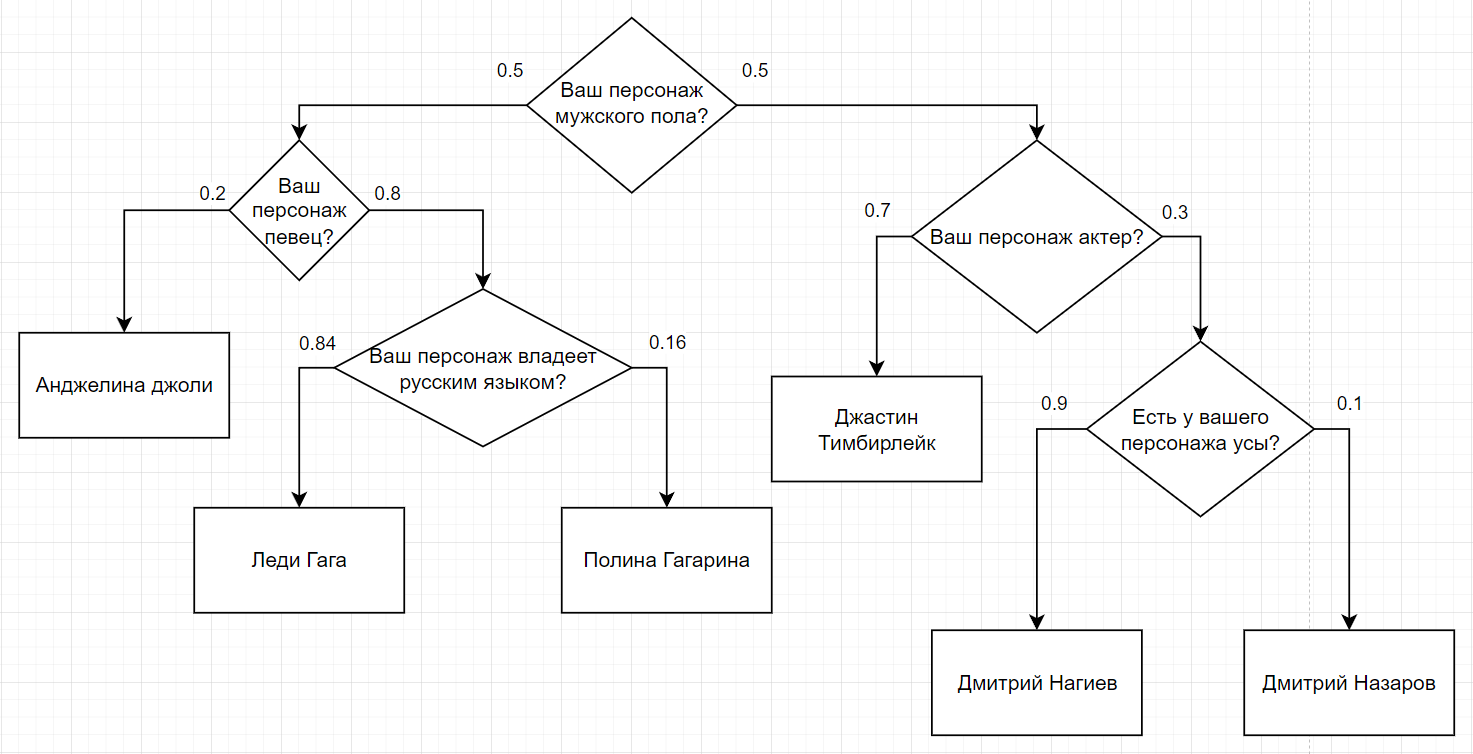 0.5
0.5
Ваш персонаж
мужского пола?
0.2
Ваш
персонаж
певец?
0.8
0.7
Ваш персонаж актер?
0.3
Анджелина джоли
0.84
Ваш персонаж владеет
русским языком?
0.16
Джастин
Тимбирлейк
0.9
Есть у вашего
персонажа усы?
0.1
Леди Гага
Полина Гагарина
Дмитрий Нагиев
Дмитрий Назаров